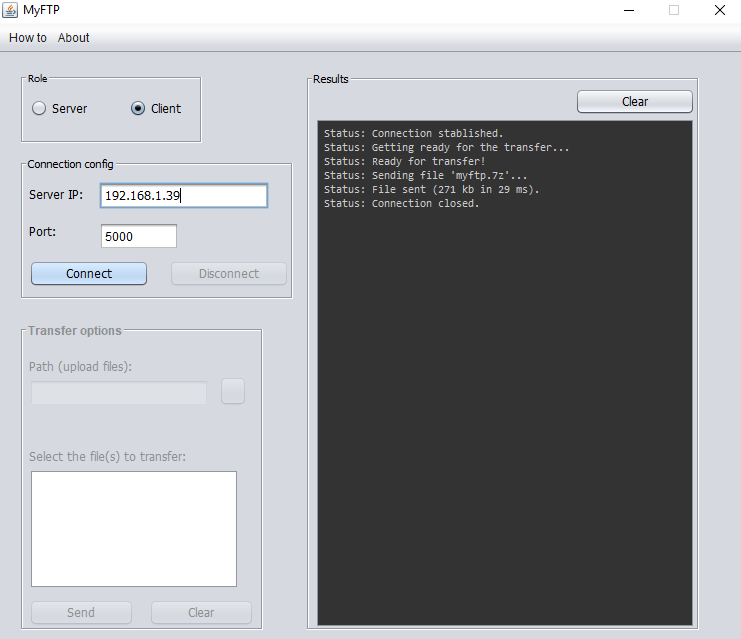 MyFTP
How to About
Role
Server Client
Connection config
Server IP: 192.168.1.39
Port: 5000
Connect Disconnect
Transfer options
Path (upload files):
Select the file(s) to transfer:
Send Clear
Results
Clear
Status: Connection stablished.
Status: Getting ready for the transfer...
Status: Ready for transfer!
Status: Sending file 'myftp.7z'...
Status: File sent (271 kb in 29 ms).
Status: Connection closed.